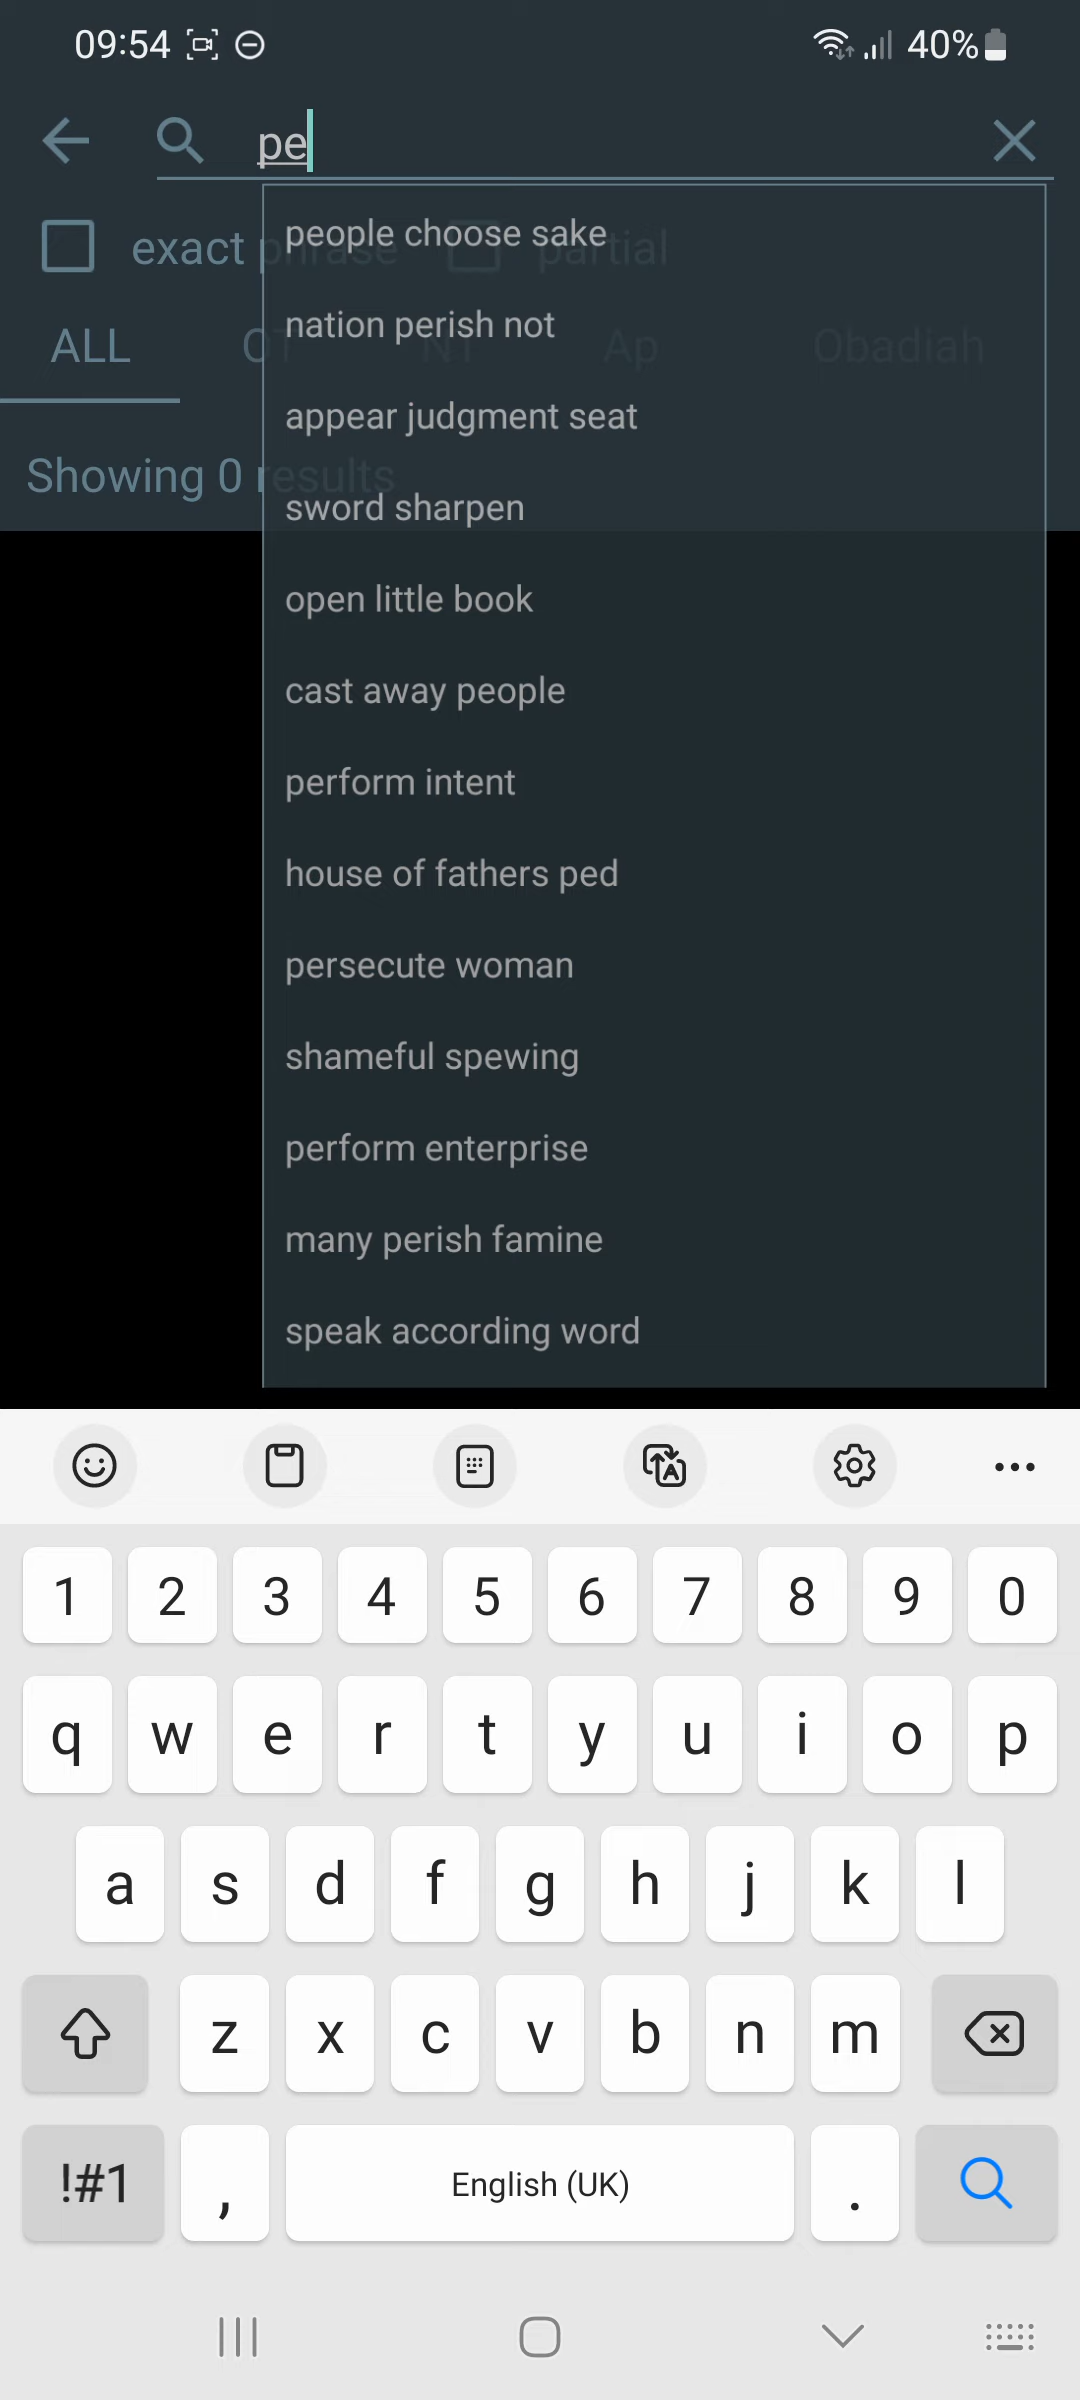 09:54 40%
pe
people choose sake
exact phrase partial
nation perish not
ALL OT NT Ap Obadiah
appear judgment seat
Showing 0 results
sword sharpen
open little book
cast away people
perform intent
house of fathers ped
persecute woman
shameful spewing
perform enterprise
many perish famine
speak according word
1 2 3 4 5 6 7 8 9 0
q w e r t y u i o p
a s d f g h j k l
z x c v b n m
!#1 , English (UK) .